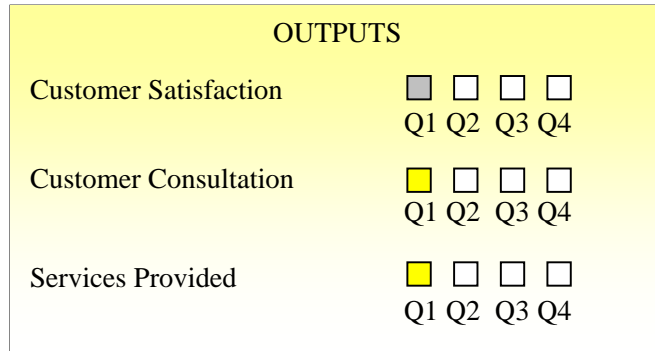 OUTPUTS
Customer Satisfaction
Q1 Q2 Q3 Q4
Customer Consultation
Q1 Q2 Q3 Q4
Services Provided
Q1 Q2 Q3 Q4